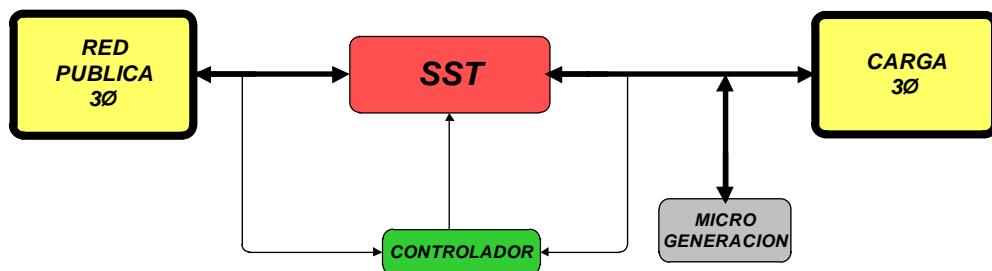 RED
PUBLICA
3Ø
SST
CARGA
3Ø
MICRO
GENERACION
CONTROLADOR